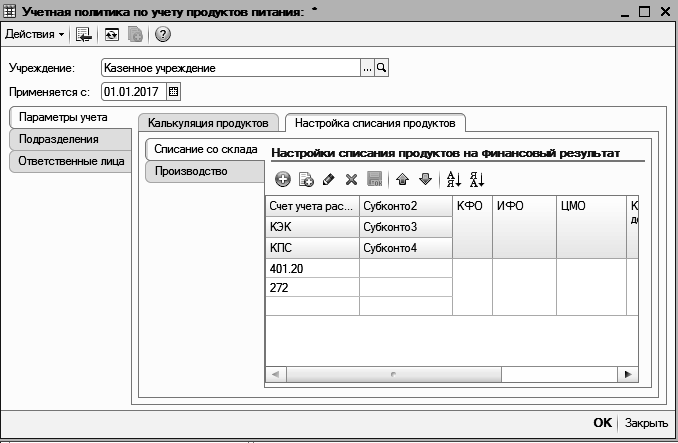 Учетная политика по учету продуктов питания: *
Действия
Учреждение: Казенное учреждение ...
Применяется с: 01.01.2017
Параметры учета
Подразделения
Ответственные лица
Калькуляция продуктов Настройка списания продуктов
Списание со склада
Производство
Настройки списания продуктов на финансовый результат
Счет учета рас... Субконто2 КФО ИФО ЦМО
КЭК Субконто3
КПС Субконто4
401.20
272
OK Закрыть